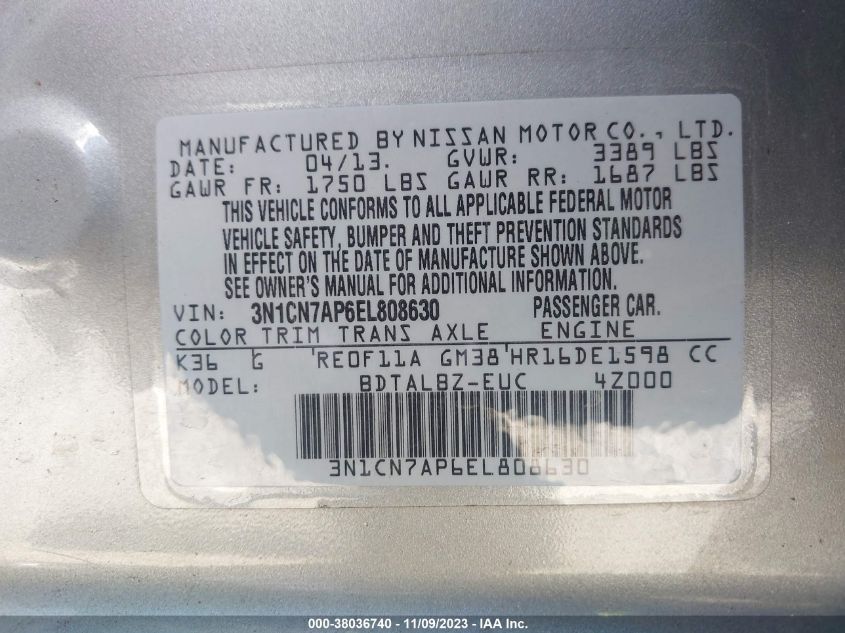 MANUFACTURED BY NISSAN MOTOR CO., LTD.
DATE: 04/13. GVWR: 3389 LBS
GAWR FR: 1750 LBS GAWR RR: 1687 LBS
THIS VEHICLE CONFORMS TO ALL APPLICABLE FEDERAL MOTOR
VEHICLE SAFETY, BUMPER AND THEFT PREVENTION STANDARDS
IN EFFECT ON THE DATE OF MANUFACTURE SHOWN ABOVE.
SEE OWNER'S MANUAL FOR ADDITIONAL INFORMATION.
VIN: 3N1CN7AP6EL808630 PASSENGER CAR.
COLOR TRIM TRANS AXLE ENGINE
K36 G 'RE0F11A GM38'HR16DE1598 CC
MODEL: BDTALBZ-EUC 4Z000
3N1CN7AP6EL808630
000-38036740 - 11/09/2023 - IAA Inc.